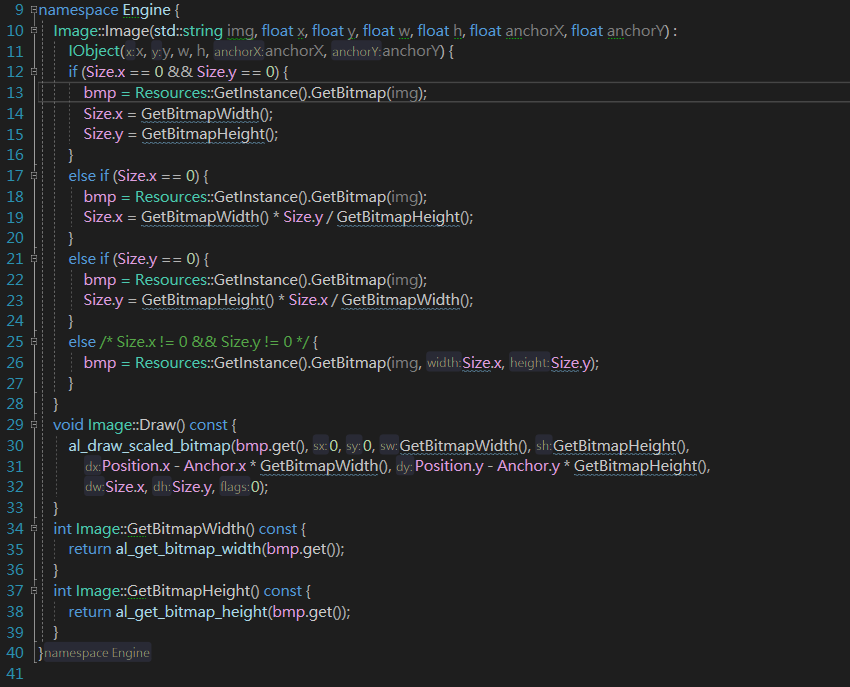 9 namespace Engine {
10 Image::Image(std::string img, float x, float y, float w, float h, float anchorX, float anchorY) :
11 IObject(x:x, y:y, w, h, anchorX:anchorX, anchorY:anchorY) {
12 if (Size.x == 0 && Size.y == 0) {
13 bmp = Resources::GetInstance().GetBitmap(img);
14 Size.x = GetBitmapWidth();
15 Size.y = GetBitmapHeight();
16 }
17 else if (Size.x == 0) {
18 bmp = Resources::GetInstance().GetBitmap(img);
19 Size.x = GetBitmapWidth() * Size.y / GetBitmapHeight();
20 }
21 else if (Size.y == 0) {
22 bmp = Resources::GetInstance().GetBitmap(img);
23 Size.y = GetBitmapHeight() * Size.x / GetBitmapWidth();
24 }
25 else /* Size.x != 0 && Size.y != 0 */ {
26 bmp = Resources::GetInstance().GetBitmap(img, width:Size.x, height:Size.y);
27 }
28 }
29 void Image::Draw() const {
30 al_draw_scaled_bitmap(bmp.get(), sx:0, sy:0, sw:GetBitmapWidth(), sh:GetBitmapHeight(),
31 dx:Position.x - Anchor.x * GetBitmapWidth(), dy:Position.y - Anchor.y * GetBitmapHeight(),
32 dw:Size.x, dh:Size.y, flags:0);
33 }
34 int Image::GetBitmapWidth() const {
35 return al_get_bitmap_width(bmp.get());
36 }
37 int Image::GetBitmapHeight() const {
38 return al_get_bitmap_height(bmp.get());
39 }
40 }namespace Engine
41